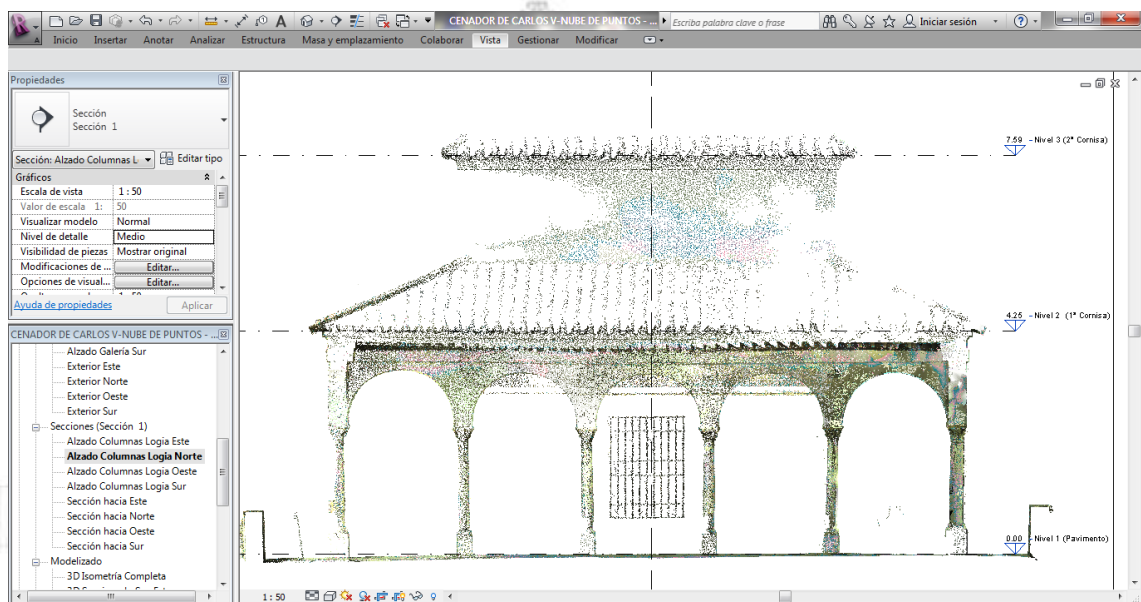 CENADOR DE CARLOS V-NUBE DE PUNTOS - ...
Escriba palabra clave o frase
Iniciar sesión
Inicio Insertar Anotar Analizar Estructura Masa y emplazamiento Colaborar Vista Gestionar Modificar
Propiedades
Sección
Sección 1
Sección: Alzado Columnas L
Editar tipo
Gráficos
Escala de vista 1 : 50
Valor de escala 1: 50
Visualizar modelo Normal
Nivel de detalle Medio
Visibilidad de piezas Mostrar original
Modificaciones de ... Editar...
Opciones de visual... Editar...
Ayuda de propiedades
Aplicar
CENADOR DE CARLOS V-NUBE DE PUNTOS - ...
Alzado Galería Sur
Exterior Este
Exterior Norte
Exterior Oeste
Exterior Sur
Secciones (Sección 1)
Alzado Columnas Logia Este
Alzado Columnas Logia Norte
Alzado Columnas Logia Oeste
Alzado Columnas Logia Sur
Sección hacia Este
Sección hacia Norte
Sección hacia Oeste
Sección hacia Sur
Modelizado
3D Isometría Completa
7.59 - Nivel 3 (2ª Cornisa)
4.26 - Nivel 2 (1ª Cornisa)
0.00 - Nivel 1 (Pavimento)
1 : 50